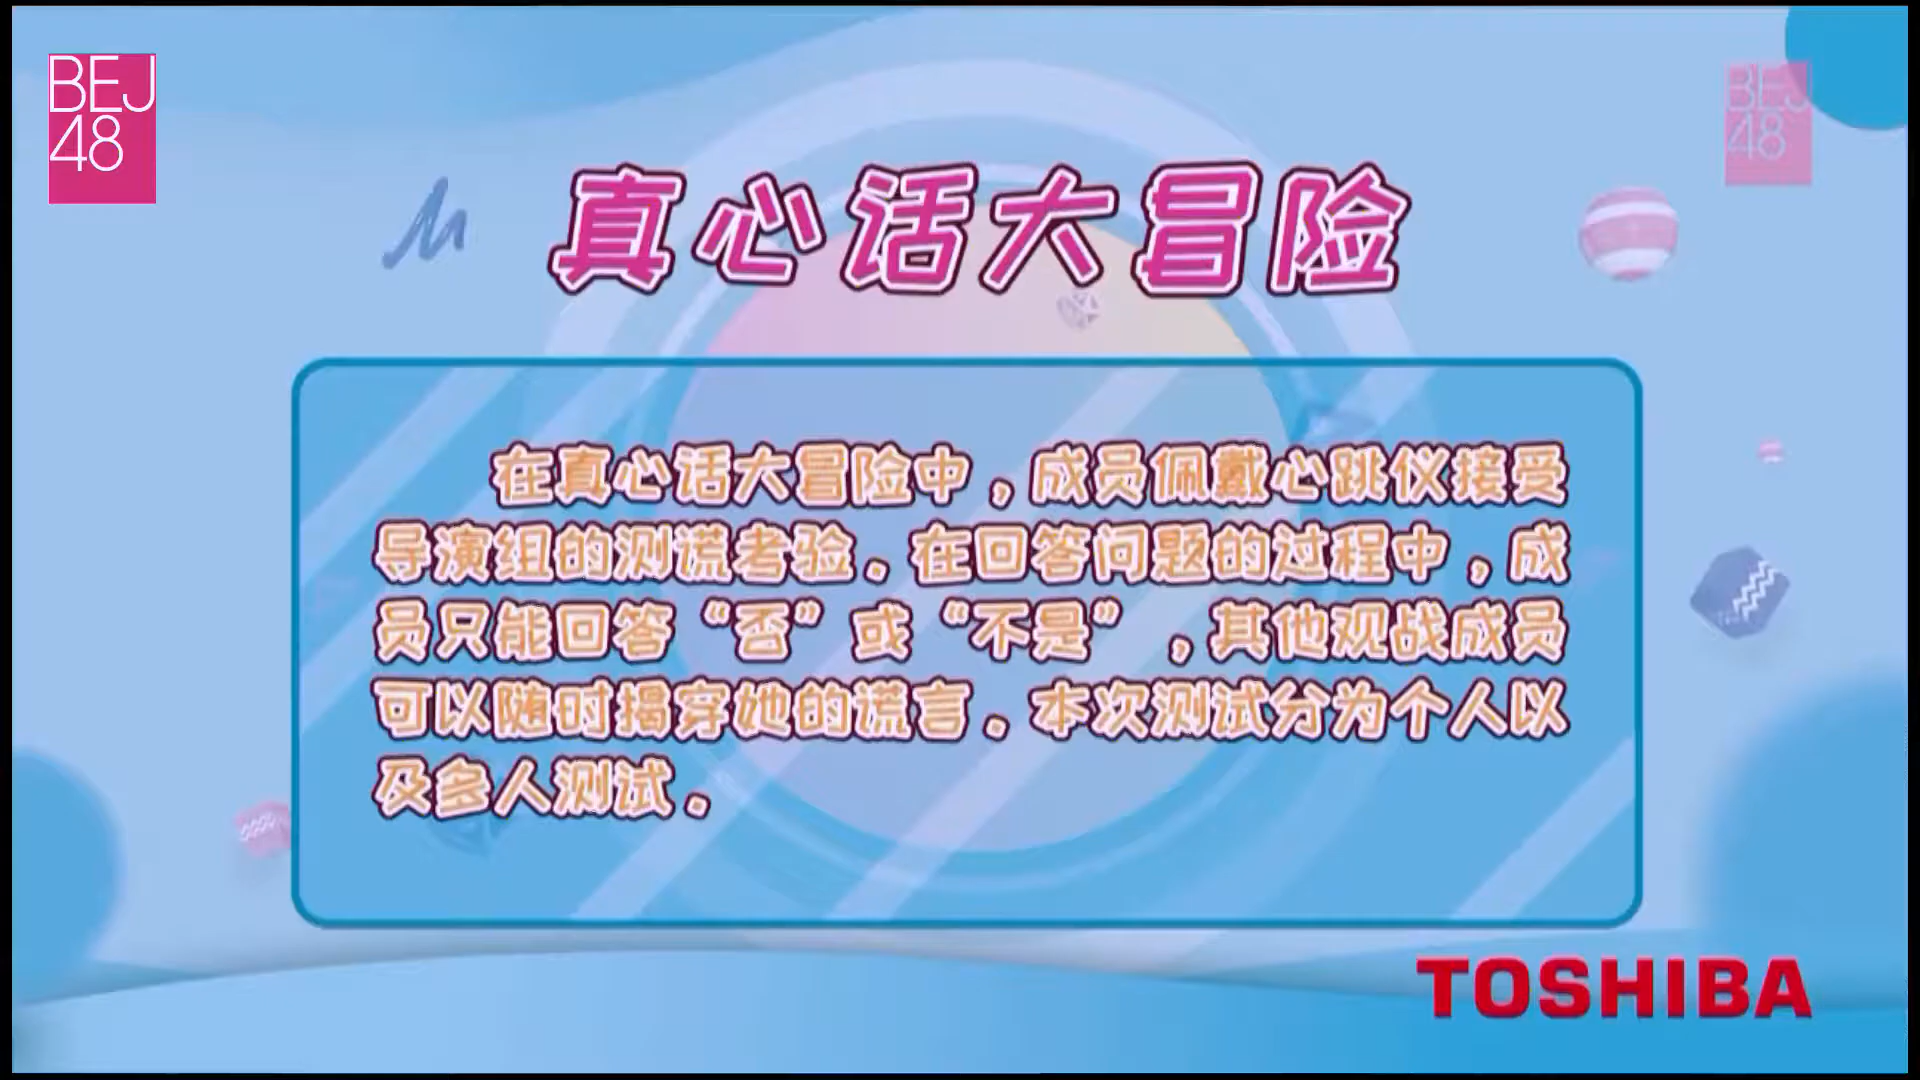 BEJ
48
BEJ
48
真心话大冒险
在真心话大冒险中，成员佩戴心跳仪接受
导演组的测谎考验。在回答问题的过程中，成
员只能回答“否”或“不是”，其他观战成员
可以随时揭穿她的谎言。本次测试分为个人以
及多人测试。
TOSHIBA